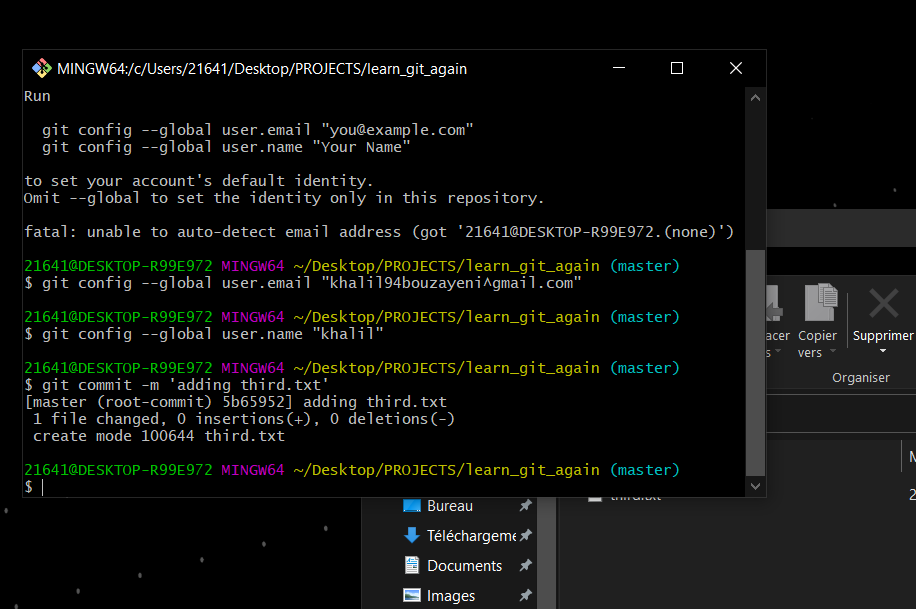 MINGW64:/c/Users/21641/Desktop/PROJECTS/learn_git_again
Run
git config --global user.email "you@example.com"
git config --global user.name "Your Name"
to set your account's default identity.
Omit --global to set the identity only in this repository.
fatal: unable to auto-detect email address (got '21641@DESKTOP-R99E972.(none)')
21641@DESKTOP-R99E972 MINGW64 ~/Desktop/PROJECTS/learn_git_again (master)
$ git config --global user.email "khalil94bouzayeni^gmail.com"
21641@DESKTOP-R99E972 MINGW64 ~/Desktop/PROJECTS/learn_git_again (master)
$ git config --global user.name "khalil"
21641@DESKTOP-R99E972 MINGW64 ~/Desktop/PROJECTS/learn_git_again (master)
$ git commit -m 'adding third.txt'
[master (root-commit) 5b65952] adding third.txt
1 file changed, 0 insertions(+), 0 deletions(-)
create mode 100644 third.txt
21641@DESKTOP-R99E972 MINGW64 ~/Desktop/PROJECTS/learn_git_again (master)
$
acer Copier Supprimer
s vers
Organiser
third.txt
Bureau
Téléchargeme
Documents
Images